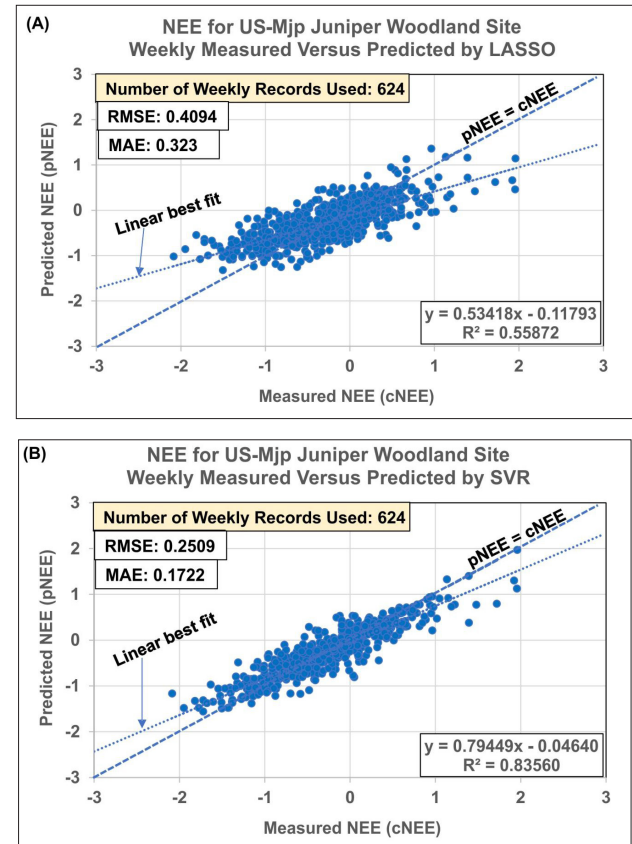 (A)
NEE for US-Mjp Juniper Woodland Site
Weekly Measured Versus Predicted by LASSO
Number of Weekly Records Used: 624
RMSE: 0.4094
MAE: 0.323
pNEE = cNEE
Linear best fit
y = 0.53418x - 0.11793
R² = 0.55872
Predicted NEE (pNEE)
3
2
1
0
-1
-2
-3
-3
-2
-1
0
1
2
3
Measured NEE (cNEE)
(B)
NEE for US-Mjp Juniper Woodland Site
Weekly Measured Versus Predicted by SVR
Number of Weekly Records Used: 624
RMSE: 0.2509
MAE: 0.1722
pNEE = cNEE
Linear best fit
y = 0.79449x - 0.04640
R² = 0.83560
Predicted NEE (pNEE)
3
2
1
0
-1
-2
-3
-3
-2
-1
0
1
2
3
Measured NEE (cNEE)